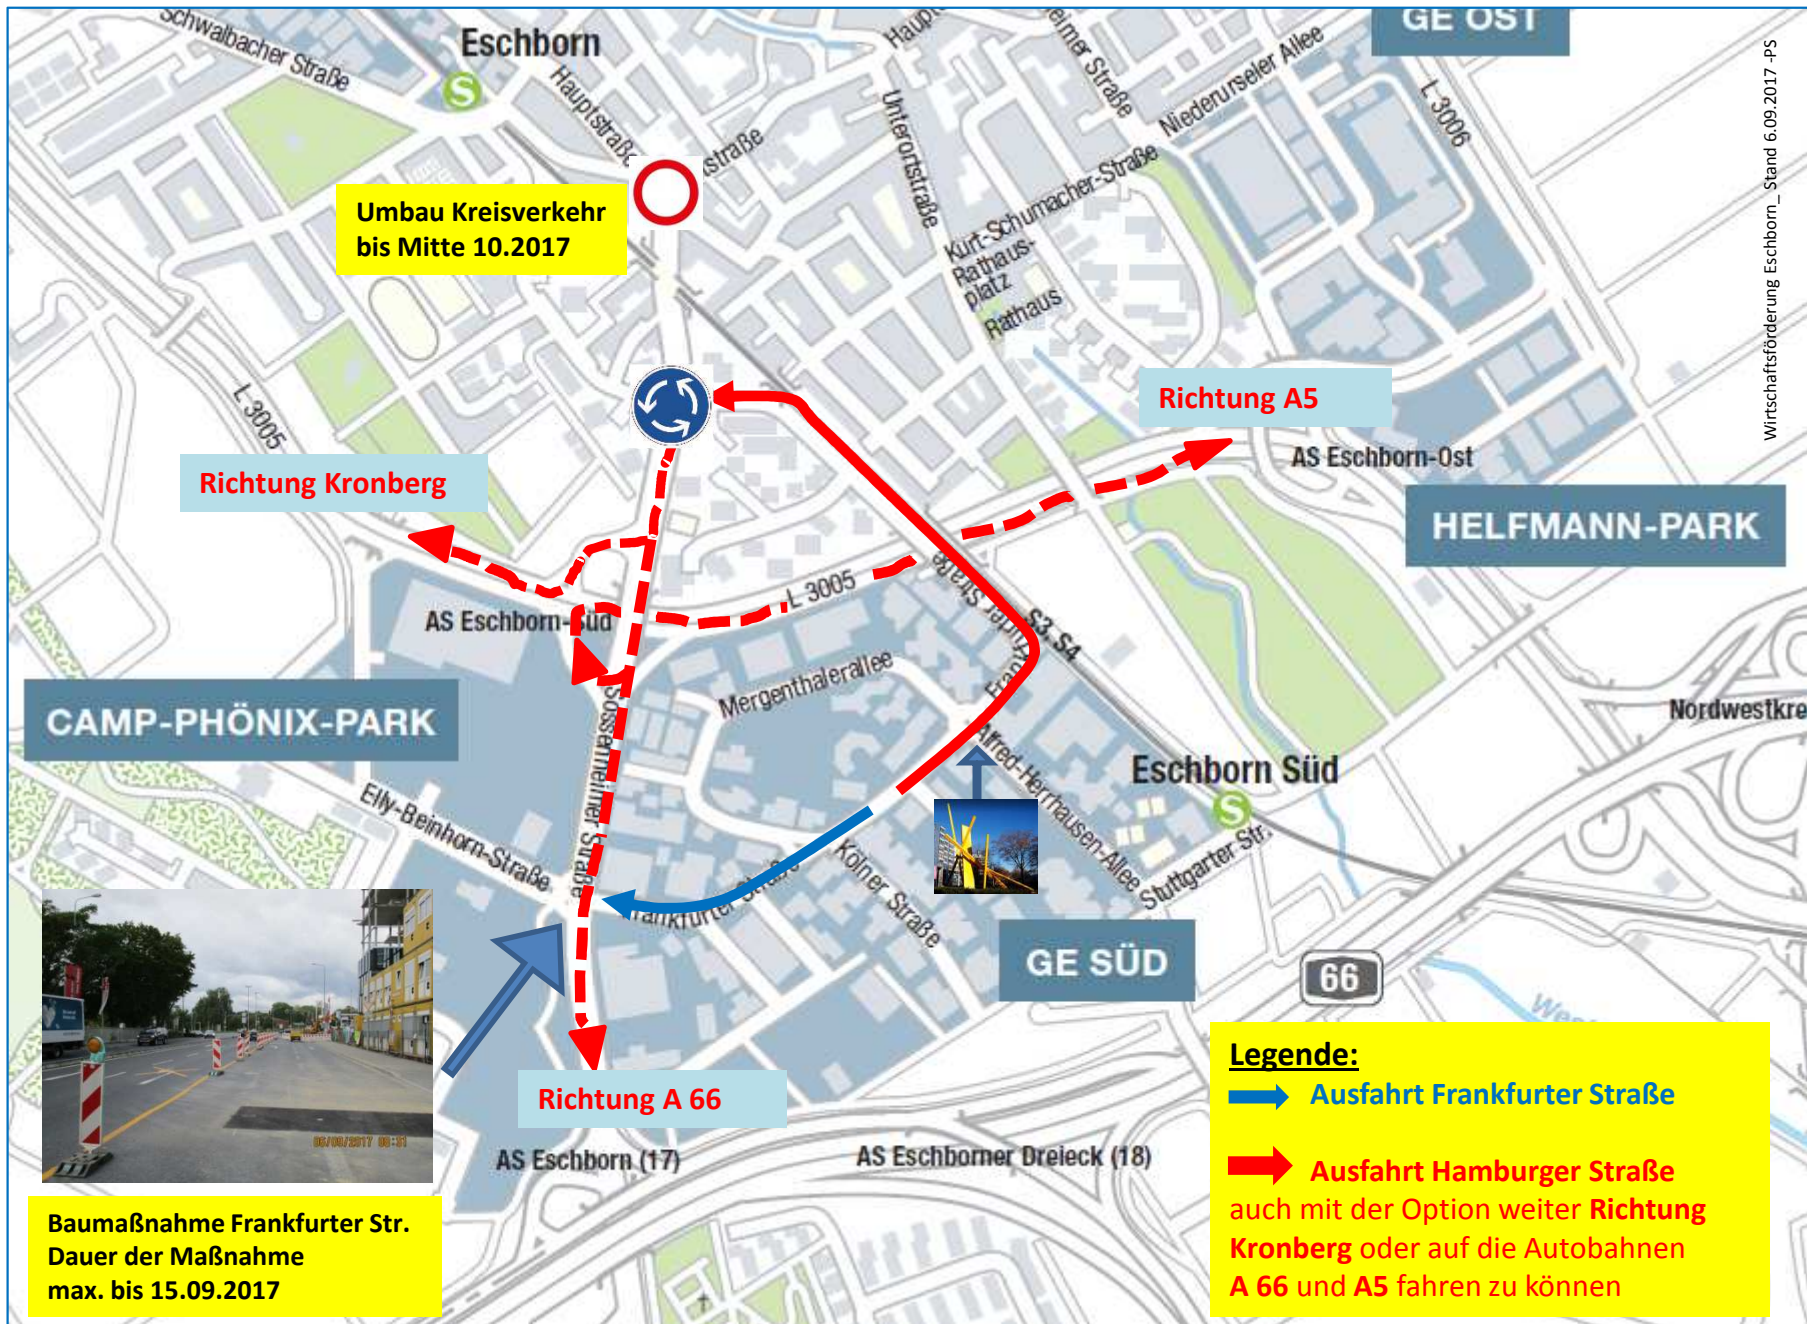 GE OST
Schwalbacher Straße
Eschborn
S
Hauptstraße
Unterortstraße
Niederurseler Allee
L 3006
Wirtschaftsförderung Eschborn_ Stand 6.09.2017 -PS
Umbau Kreisverkehr
bis Mitte 10.2017
Kurt-Schumacher-Straße
Rathaus-
platz
Rathaus
L 3005
Richtung A5
AS Eschborn-Ost
Richtung Kronberg
HELFMANN-PARK
L 3005
AS Eschborn-Süd
S3, S4
Mergenthalerallee
CAMP-PHÖNIX-PARK
Sossenheimer Straße
Nordwestkre
Alfred-Herrhausen-Allee
Eschborn Süd
S
Stuttgarter Str.
Elly-Beinhorn-Straße
Kölner Straße
GE SÜD
66
06/09/2017 08:31
Richtung A 66
AS Eschborn (17)
AS Eschborner Dreieck (18)
Baumaßnahme Frankfurter Str.
Dauer der Maßnahme
max. bis 15.09.2017
Legende:
Ausfahrt Frankfurter Straße
Ausfahrt Hamburger Straße
auch mit der Option weiter Richtung
Kronberg oder auf die Autobahnen
A 66 und A5 fahren zu können